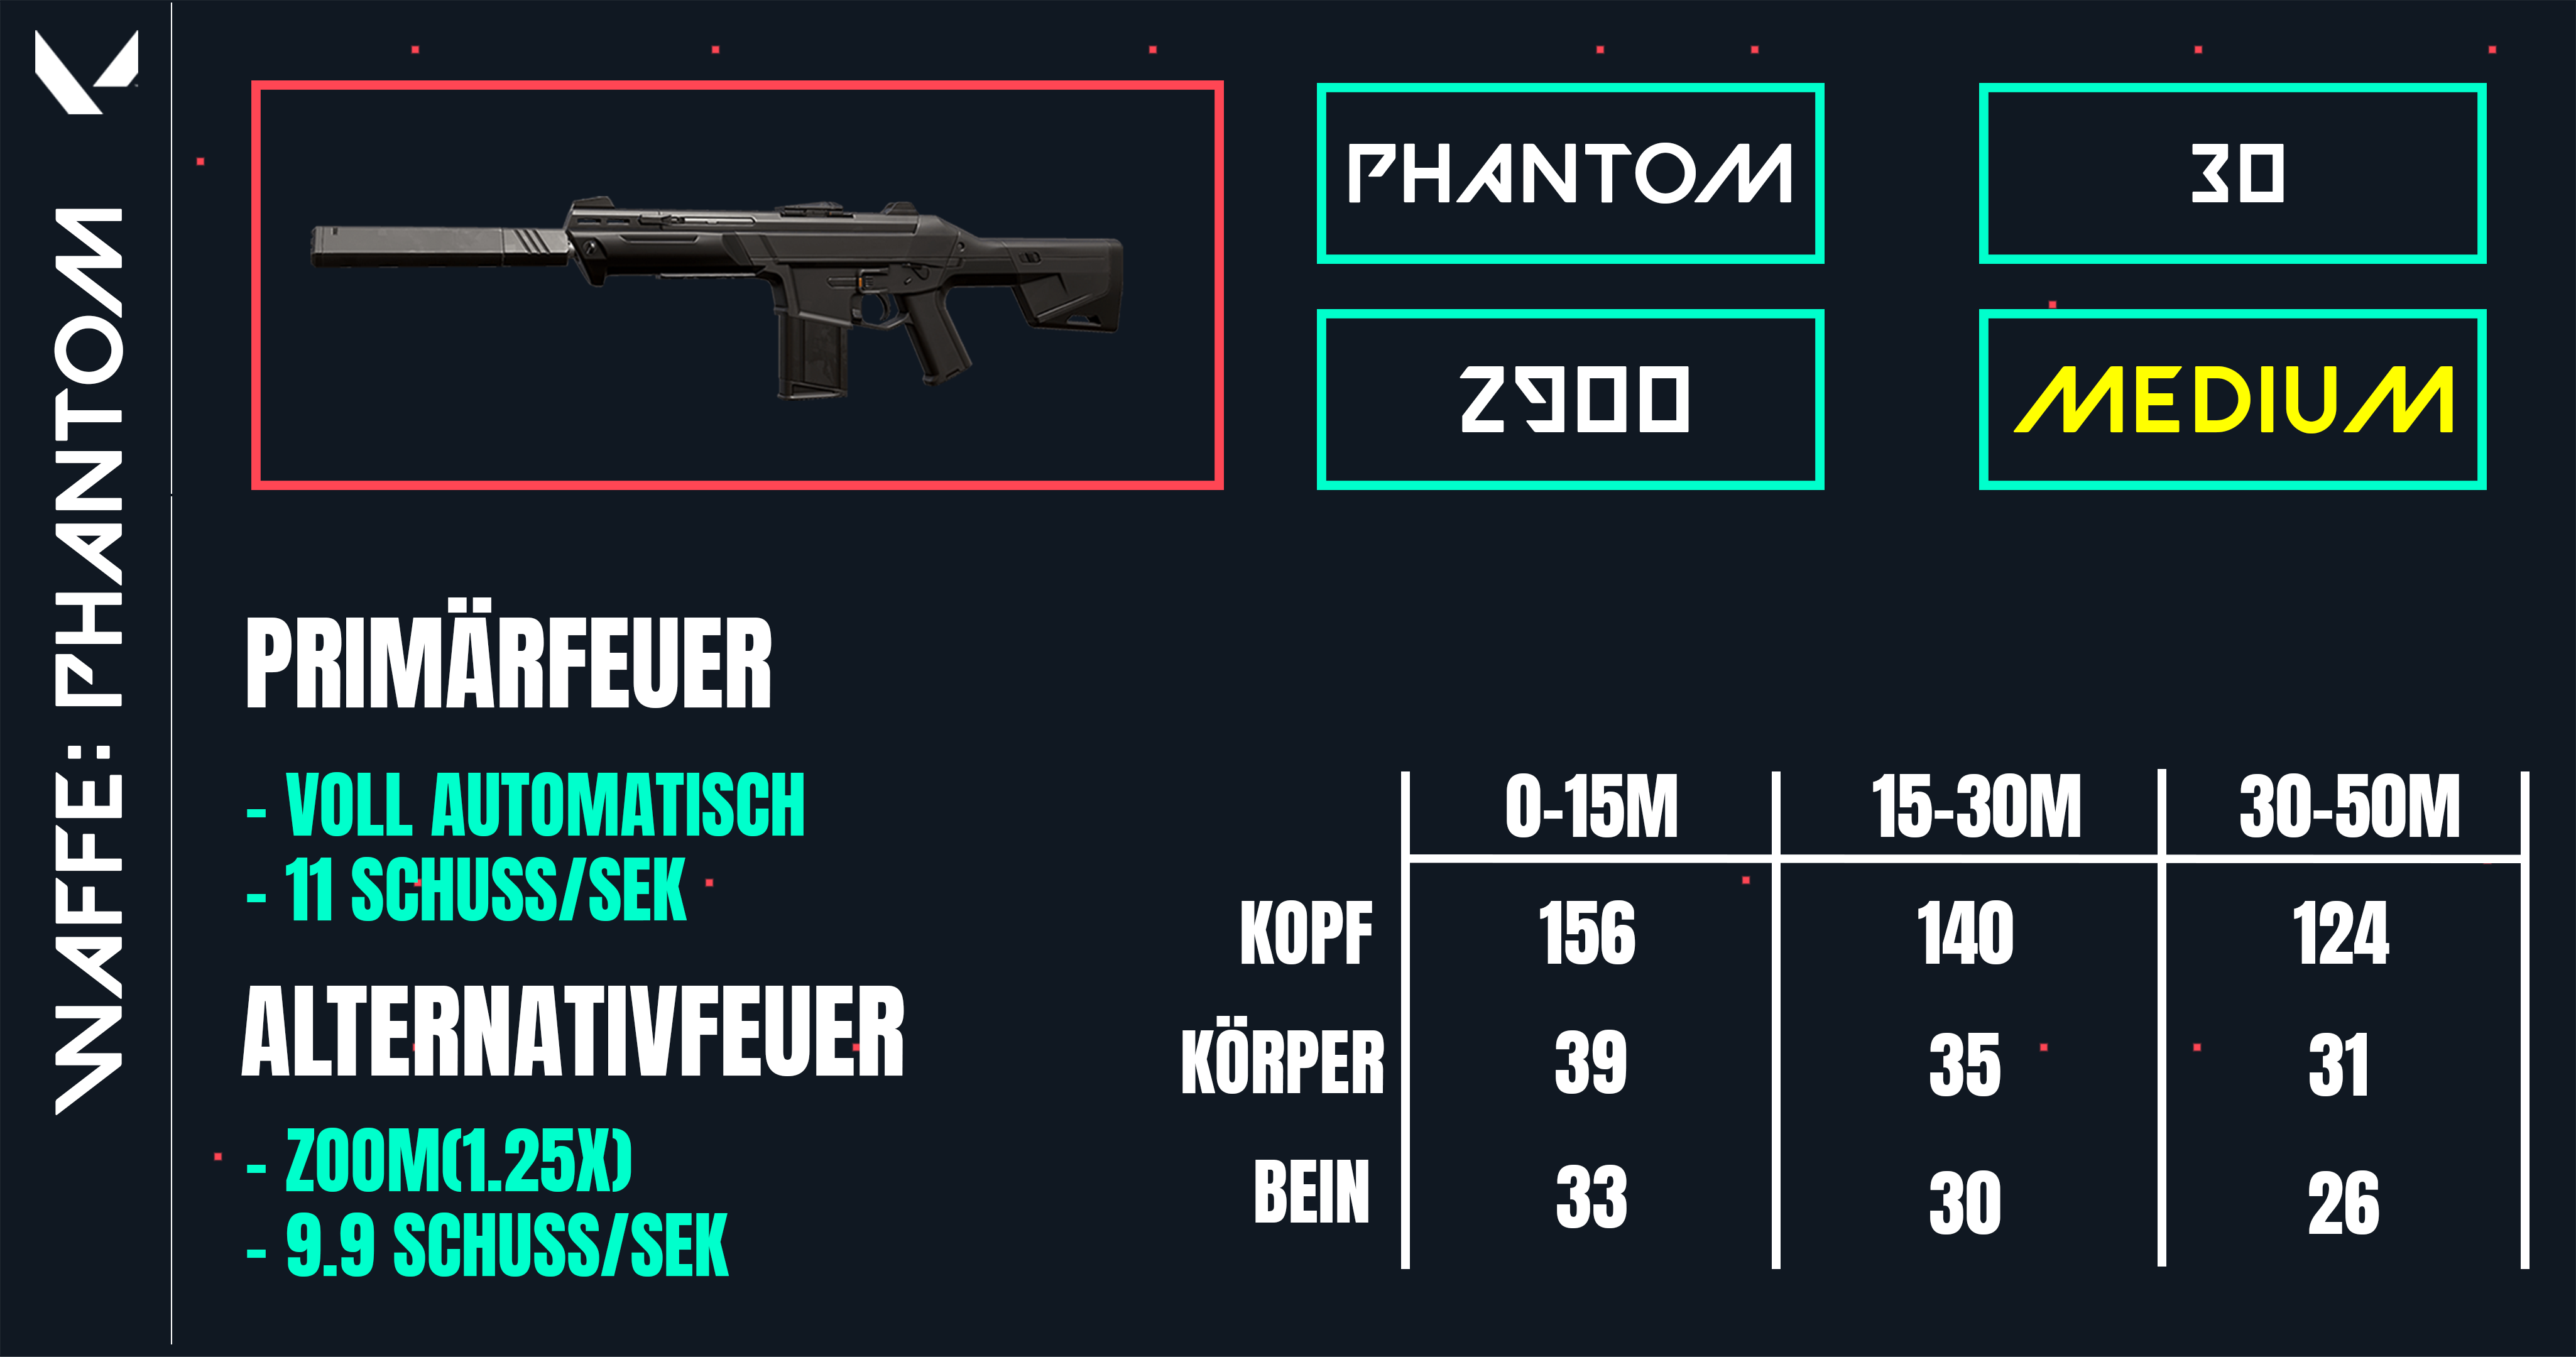 WAFFE: PHANTOM
PHANTOM
30
2900
MEDIUM
PRIMÄRFEUER
- VOLL AUTOMATISCH
- 11 SCHUSS/SEK
ALTERNATIVFEUER
- ZOOM(1.25X)
- 9.9 SCHUSS/SEK
0-15M 15-30M 30-50M
KOPF 156 140 124
KÖRPER 39 35 31
BEIN 33 30 26